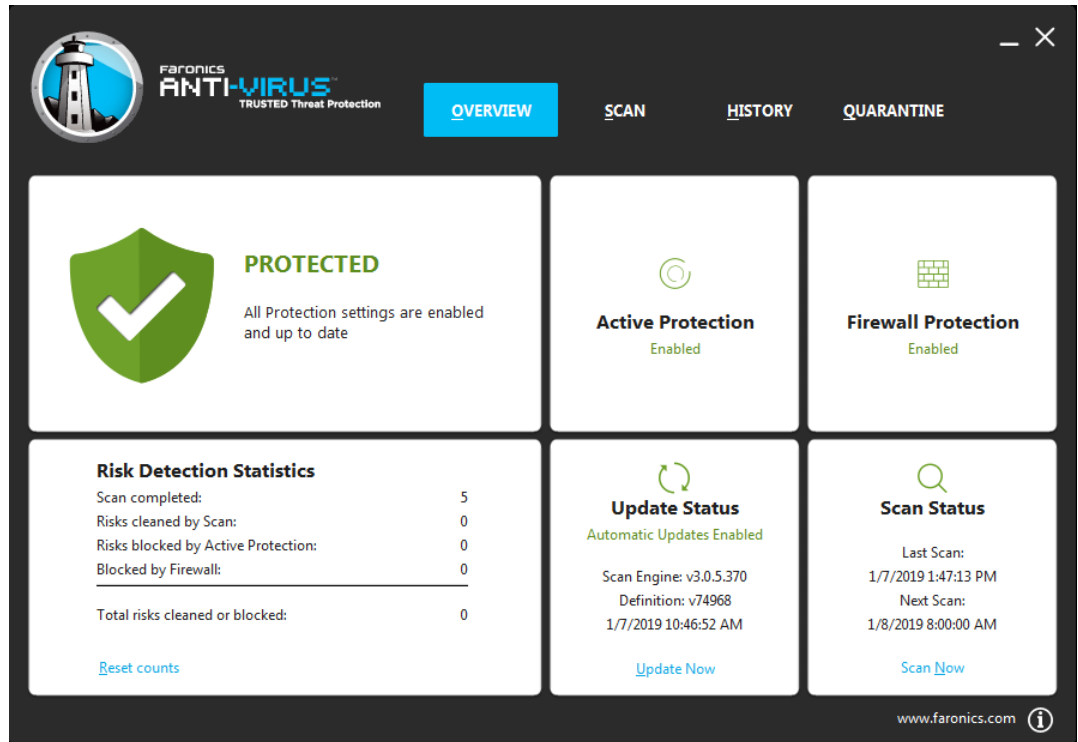 Faronics
ANTI-VIRUS™
TRUSTED Threat Protection
OVERVIEW
SCAN
HISTORY
QUARANTINE
PROTECTED
All Protection settings are enabled
and up to date
Active Protection
Enabled
Firewall Protection
Enabled
Risk Detection Statistics
Scan completed: 5
Risks cleaned by Scan: 0
Risks blocked by Active Protection: 0
Blocked by Firewall: 0
Total risks cleaned or blocked: 0
Reset counts
Update Status
Automatic Updates Enabled
Scan Engine: v3.0.5.370
Definition: v74968
1/7/2019 10:46:52 AM
Update Now
Scan Status
Last Scan:
1/7/2019 1:47:13 PM
Next Scan:
1/8/2019 8:00:00 AM
Scan Now
www.faronics.com